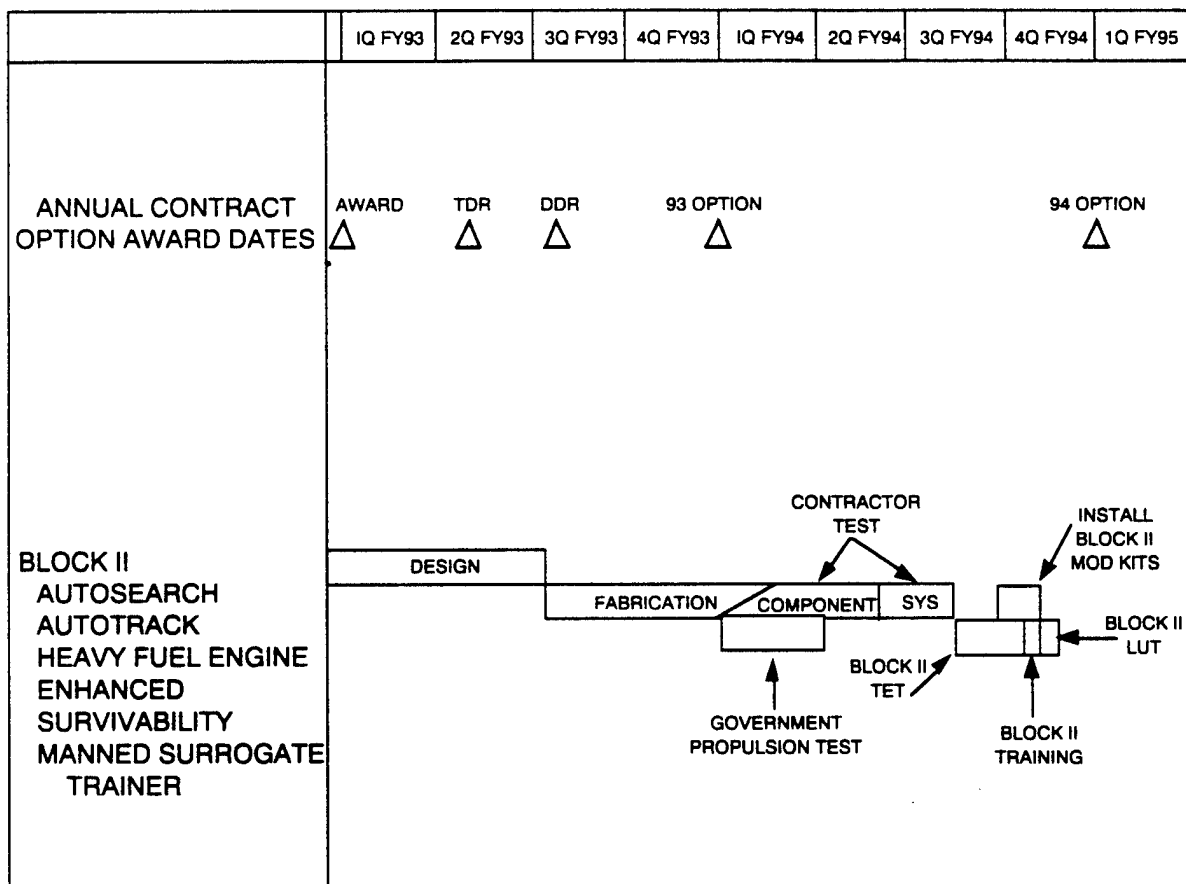 1Q FY93 2Q FY93 3Q FY93 4Q FY93 1Q FY94 2Q FY94 3Q FY94 4Q FY94 1Q FY95
ANNUAL CONTRACT
OPTION AWARD DATES
AWARD TDR DDR 93 OPTION 94 OPTION
CONTRACTOR
TEST
INSTALL
BLOCK II
MOD KITS
BLOCK II
AUTOSEARCH
AUTOTRACK
HEAVY FUEL ENGINE
ENHANCED
SURVIVABILITY
MANNED SURROGATE
TRAINER
DESIGN
FABRICATION COMPONENT SYS
BLOCK II
LUT
BLOCK II
TET
GOVERNMENT
PROPULSION TEST
BLOCK II
TRAINING